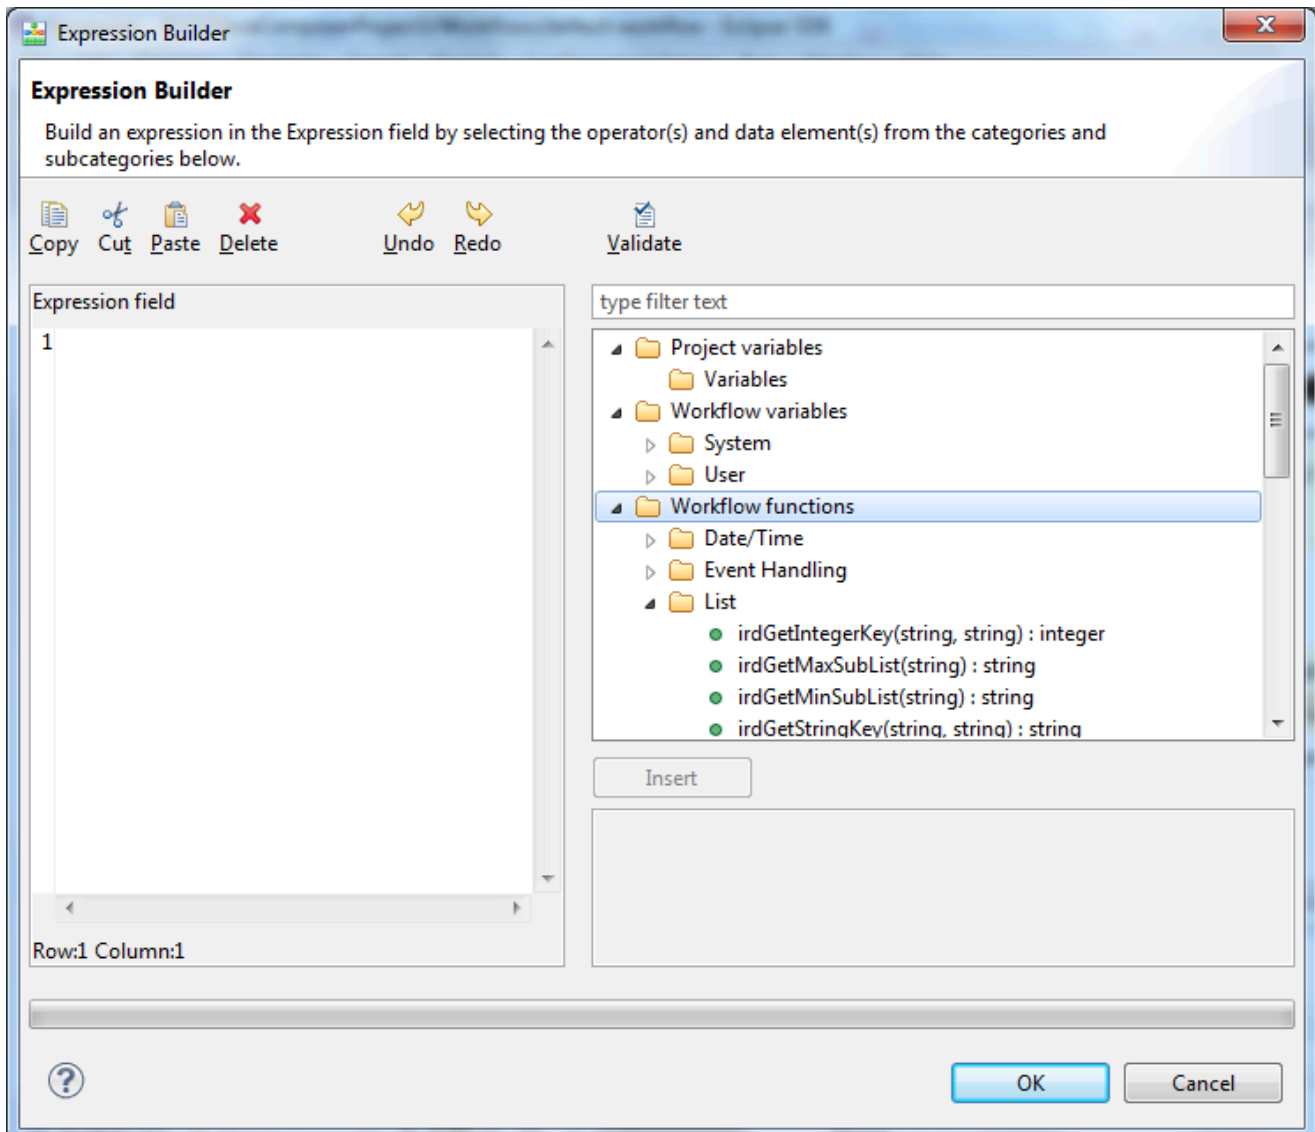 Expression Builder
Expression Builder
Build an expression in the Expression field by selecting the operator(s) and data element(s) from the categories and
subcategories below.
Copy Cut Paste Delete Undo Redo Validate
Expression field
1
Row:1 Column:1
type filter text
Project variables
Variables
Workflow variables
System
User
Workflow functions
Date/Time
Event Handling
List
irdGetIntegerKey(string, string) : integer
irdGetMaxSubList(string) : string
irdGetMinSubList(string) : string
irdGetStringKey(string, string) : string
Insert
?
OK Cancel